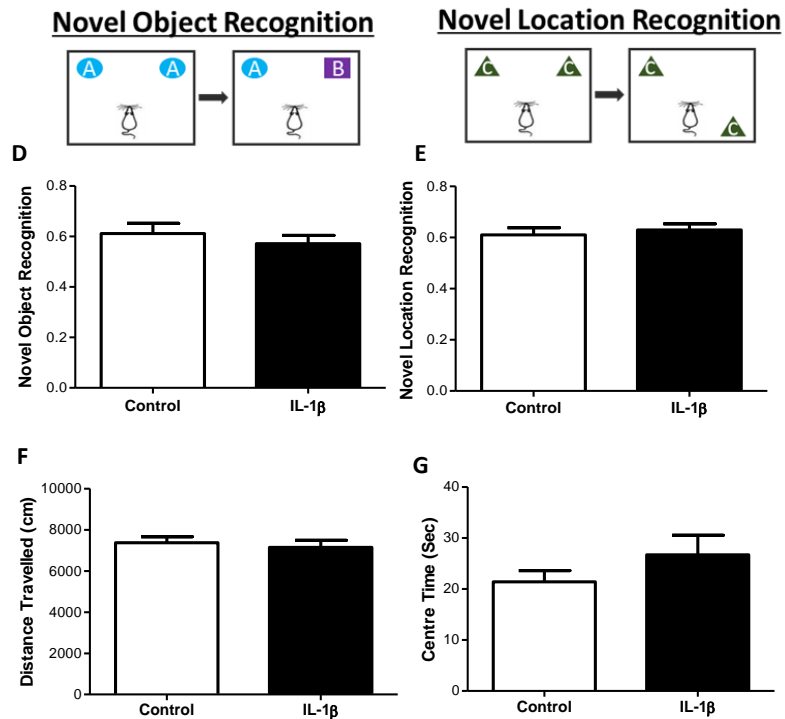 Novel Object Recognition
Novel Location Recognition
A A A B
C C C C
D
Novel Object Recognition
0.8
0.6
0.4
0.2
0.0
Control IL-1β
E
Novel Location Recognition
0.8
0.6
0.4
0.2
0.0
Control IL-1β
F
Distance Travelled (cm)
10000
8000
6000
4000
2000
0
Control IL-1β
G
Centre Time (Sec)
40
30
20
10
0
Control IL-1β